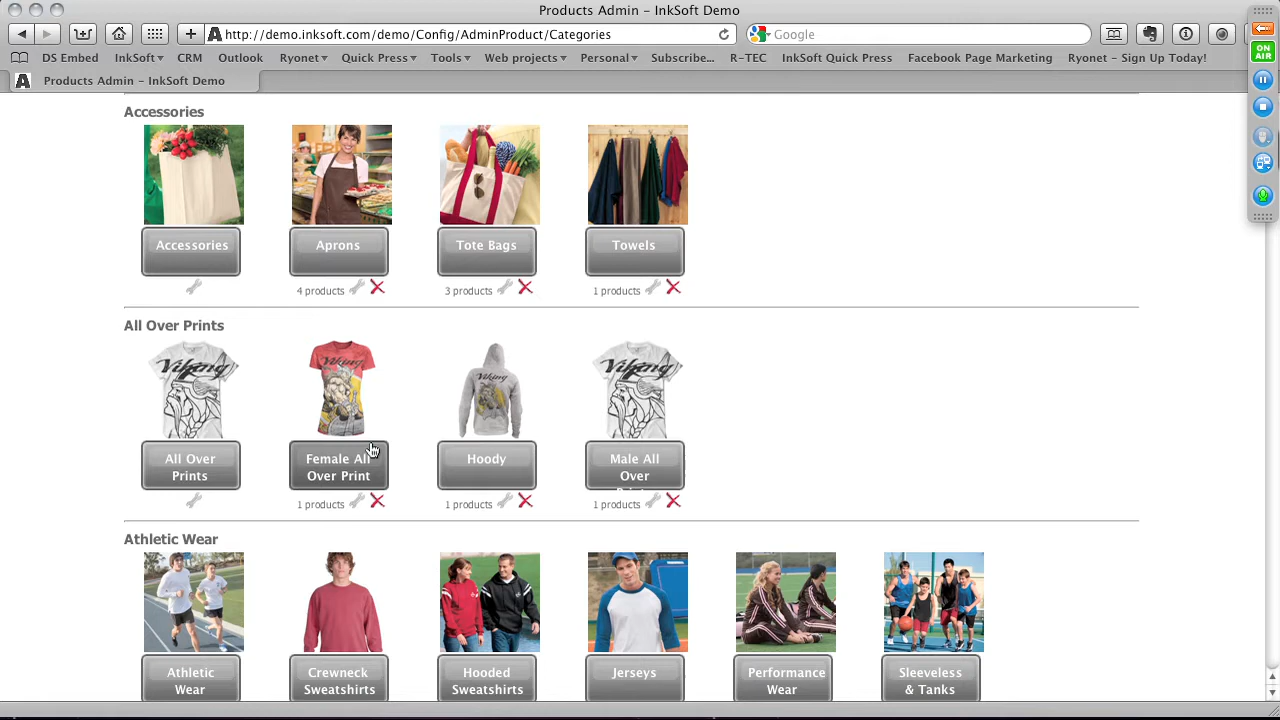 Products Admin – InkSoft Demo
http://demo.inksoft.com/demo/Config/AdminProduct/Categories
Google
DS Embed InkSoft CRM Outlook Ryonet Quick Press Tools Web projects Personal Subscribe... R-TEC InkSoft Quick Press Facebook Page Marketing Ryonet – Sign Up Today!
Products Admin – InkSoft Demo
ON AIR
Accessories
Accessories Aprons Tote Bags Towels
4 products 3 products 1 products
All Over Prints
Viking Viking Viking Viking
All Over Prints
Female All Over Print
Hoody
Male All Over
1 products 1 products 1 products
Athletic Wear
Athletic Wear
Crewneck Sweatshirts
Hooded Sweatshirts
Jerseys
Performance Wear
Sleeveless & Tanks